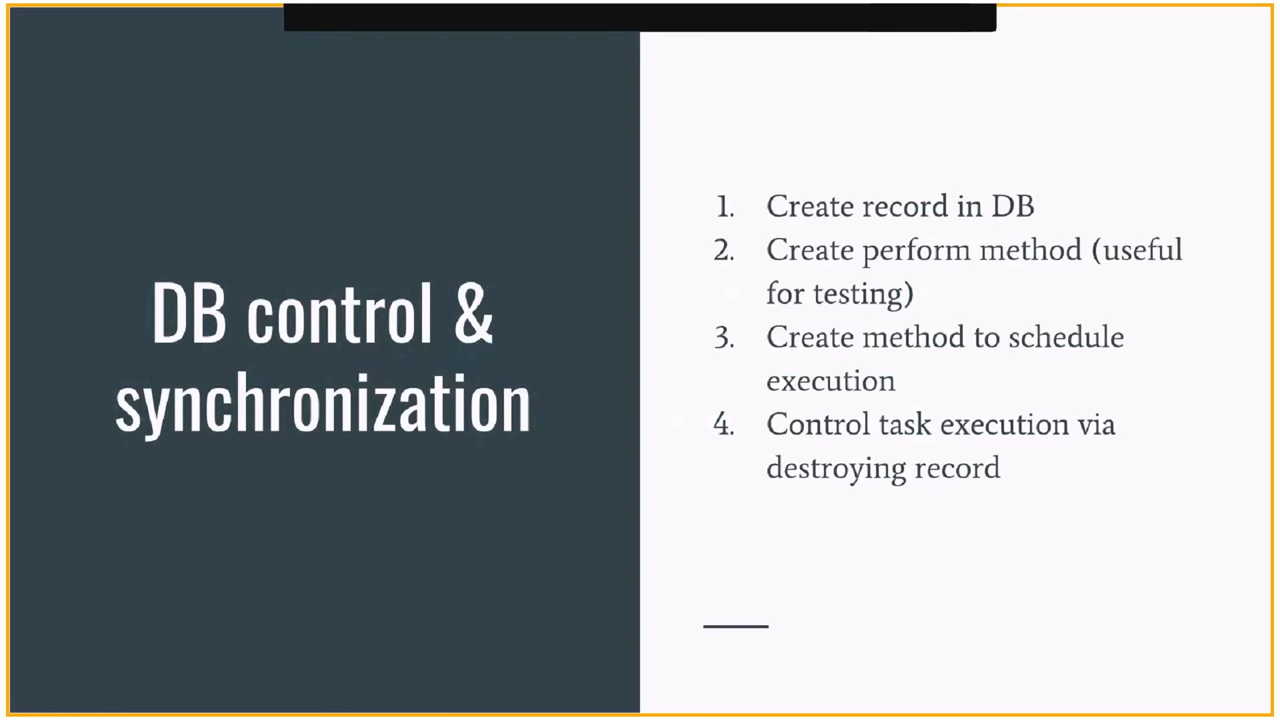 DB control &
synchronization
1. Create record in DB
2. Create perform method (useful
for testing)
3. Create method to schedule
execution
4. Control task execution via
destroying record